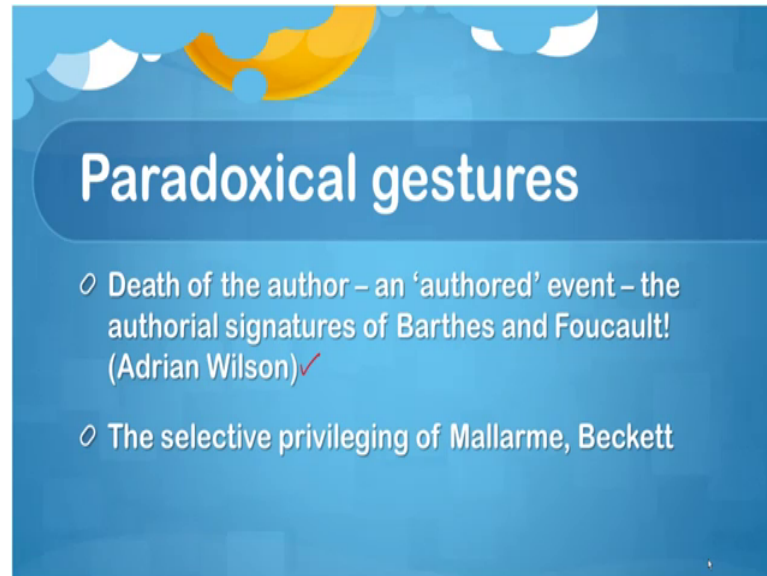 Paradoxical gestures
Death of the author – an ‘authored’ event – the
authorial signatures of Barthes and Foucault!
(Adrian Wilson)✓
The selective privileging of Mallarme, Beckett